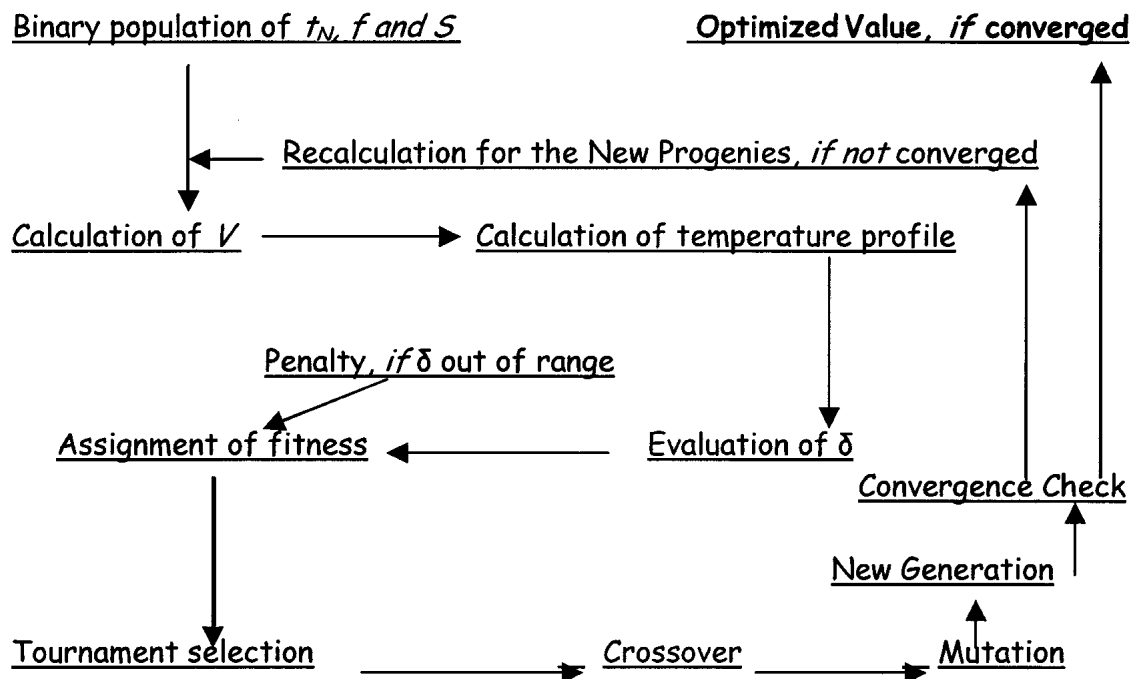 Binary population of t_N, f and S
Optimized Value, if converged
Recalculation for the New Progenies, if not converged
Calculation of V
Calculation of temperature profile
Penalty, if δ out of range
Assignment of fitness
Evaluation of δ
Convergence Check
New Generation
Tournament selection
Crossover
Mutation